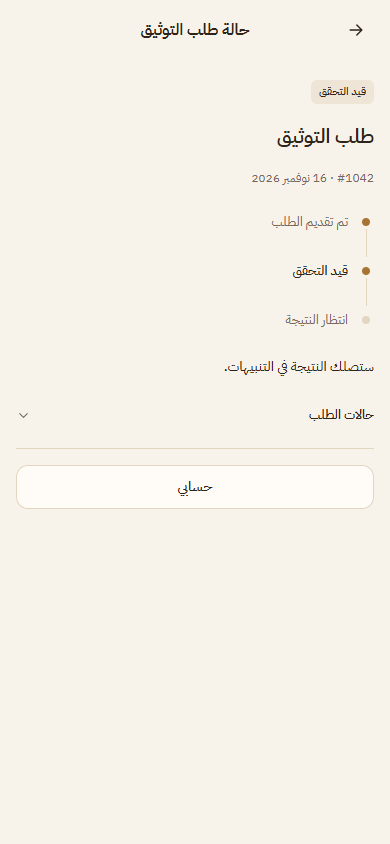 حالة طلب التوثيق
قيد التحقق
طلب التوثيق
#1042 · 16 نوفمبر 2026
تم تقديم الطلب
قيد التحقق
انتظار النتيجة
ستصلك النتيجة في التنبيهات.
حالات الطلب
حسابي